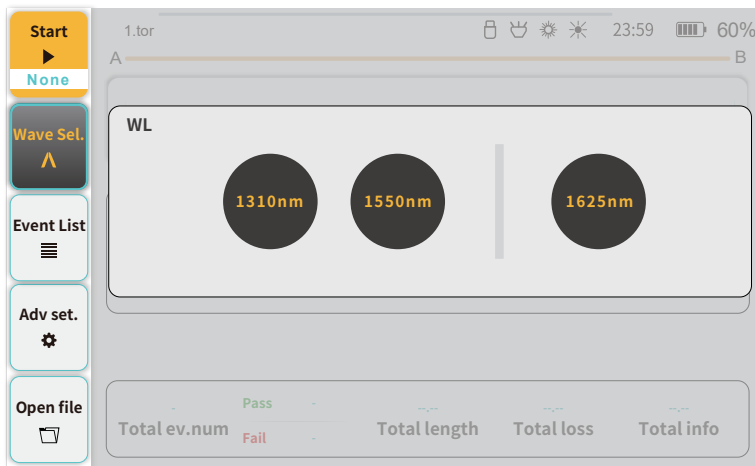 Start
None
Wave Sel.
Event List
Adv set.
Open file
1.tor
23:59
60%
A
B
WL
1310nm
1550nm
1625nm
-
Total ev.num
Pass -
Fail -
--.--
Total length
--.--
Total loss
--.--
Total info